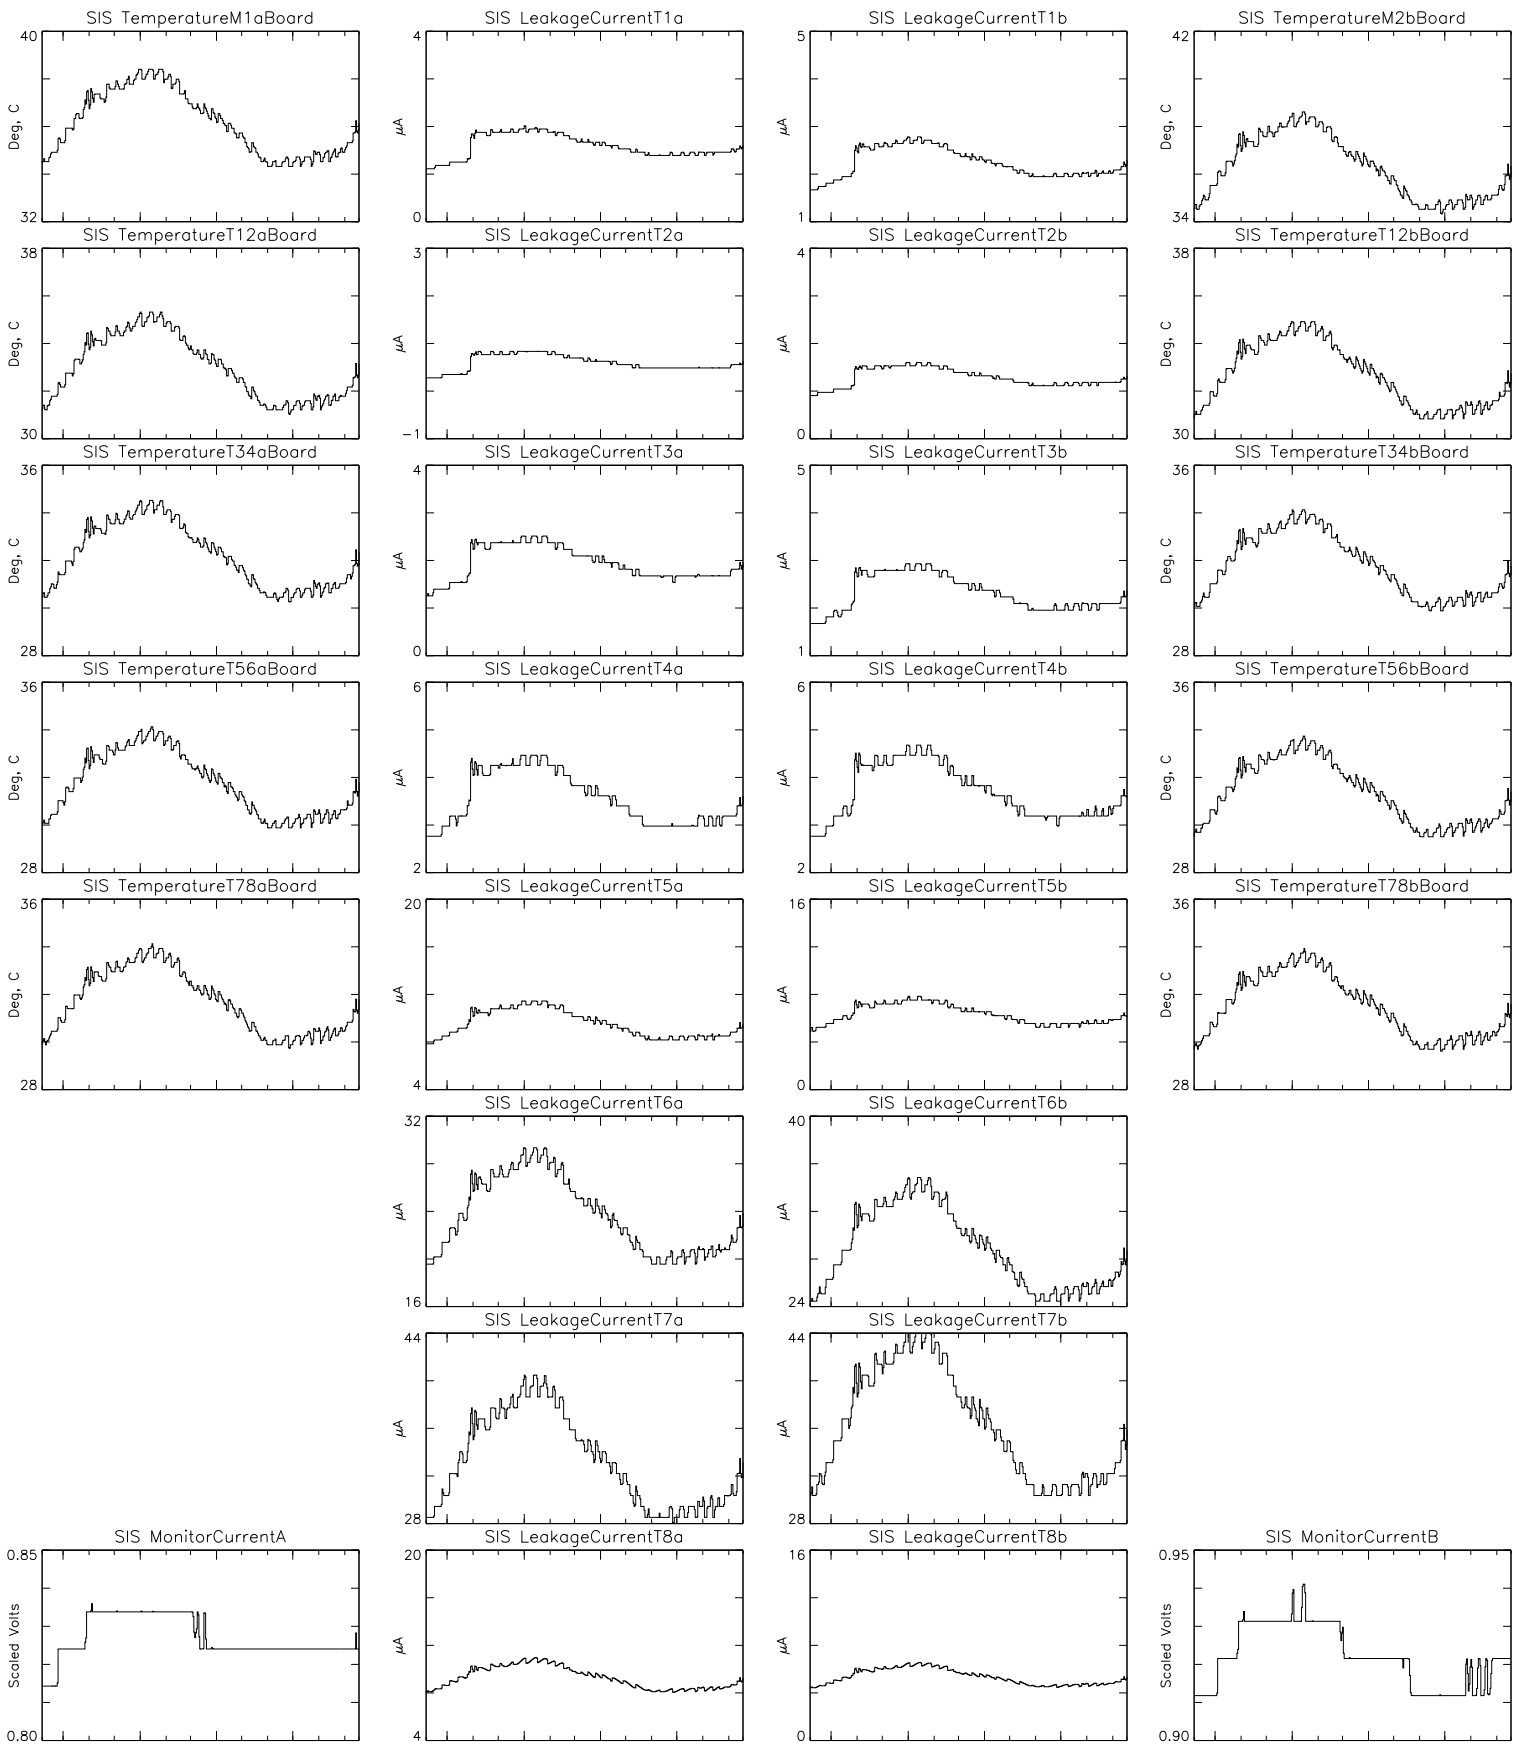 SIS TemperatureM1aBoard
SIS LeakageCurrentT1a
SIS LeakageCurrentT1b
SIS TemperatureM2bBoard
40
32
Deg, C
4
0
μA
5
1
μA
42
34
Deg, C
SIS TemperatureT12aBoard
SIS LeakageCurrentT2a
SIS LeakageCurrentT2b
SIS TemperatureT12bBoard
38
30
Deg, C
3
-1
μA
4
0
μA
38
30
Deg, C
SIS TemperatureT34aBoard
SIS LeakageCurrentT3a
SIS LeakageCurrentT3b
SIS TemperatureT34bBoard
36
28
Deg, C
4
0
μA
5
1
μA
36
28
Deg, C
SIS TemperatureT56aBoard
SIS LeakageCurrentT4a
SIS LeakageCurrentT4b
SIS TemperatureT56bBoard
36
28
Deg, C
6
2
μA
6
2
μA
36
28
Deg, C
SIS TemperatureT78aBoard
SIS LeakageCurrentT5a
SIS LeakageCurrentT5b
SIS TemperatureT78bBoard
36
28
Deg, C
20
4
μA
16
0
μA
36
28
Deg, C
SIS LeakageCurrentT6a
SIS LeakageCurrentT6b
32
16
μA
40
24
μA
SIS LeakageCurrentT7a
SIS LeakageCurrentT7b
44
28
μA
44
28
μA
SIS MonitorCurrentA
SIS LeakageCurrentT8a
SIS LeakageCurrentT8b
SIS MonitorCurrentB
0.85
0.80
Scaled Volts
20
4
μA
16
0
μA
0.95
0.90
Scaled Volts